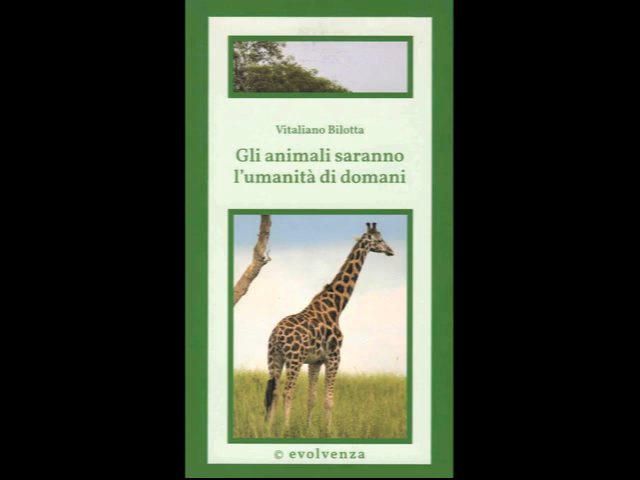 Vitaliano Bilotta
Gli animali saranno
l'umanità di domani
© evolvenza